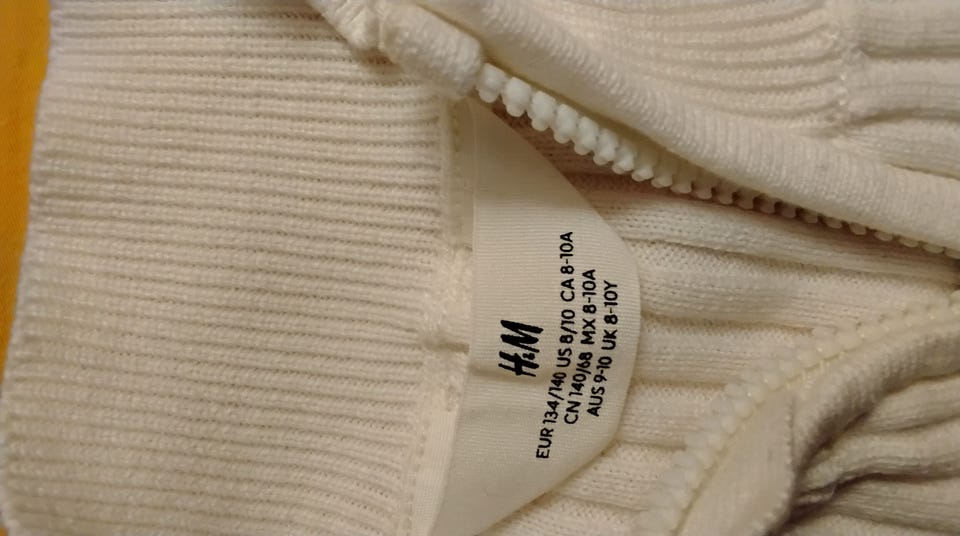 H&M
EUR 134/140 US 8/10 CA 8-10A
CN 140/68 MX 8-10A
AUS 9-10 UK 8-10Y